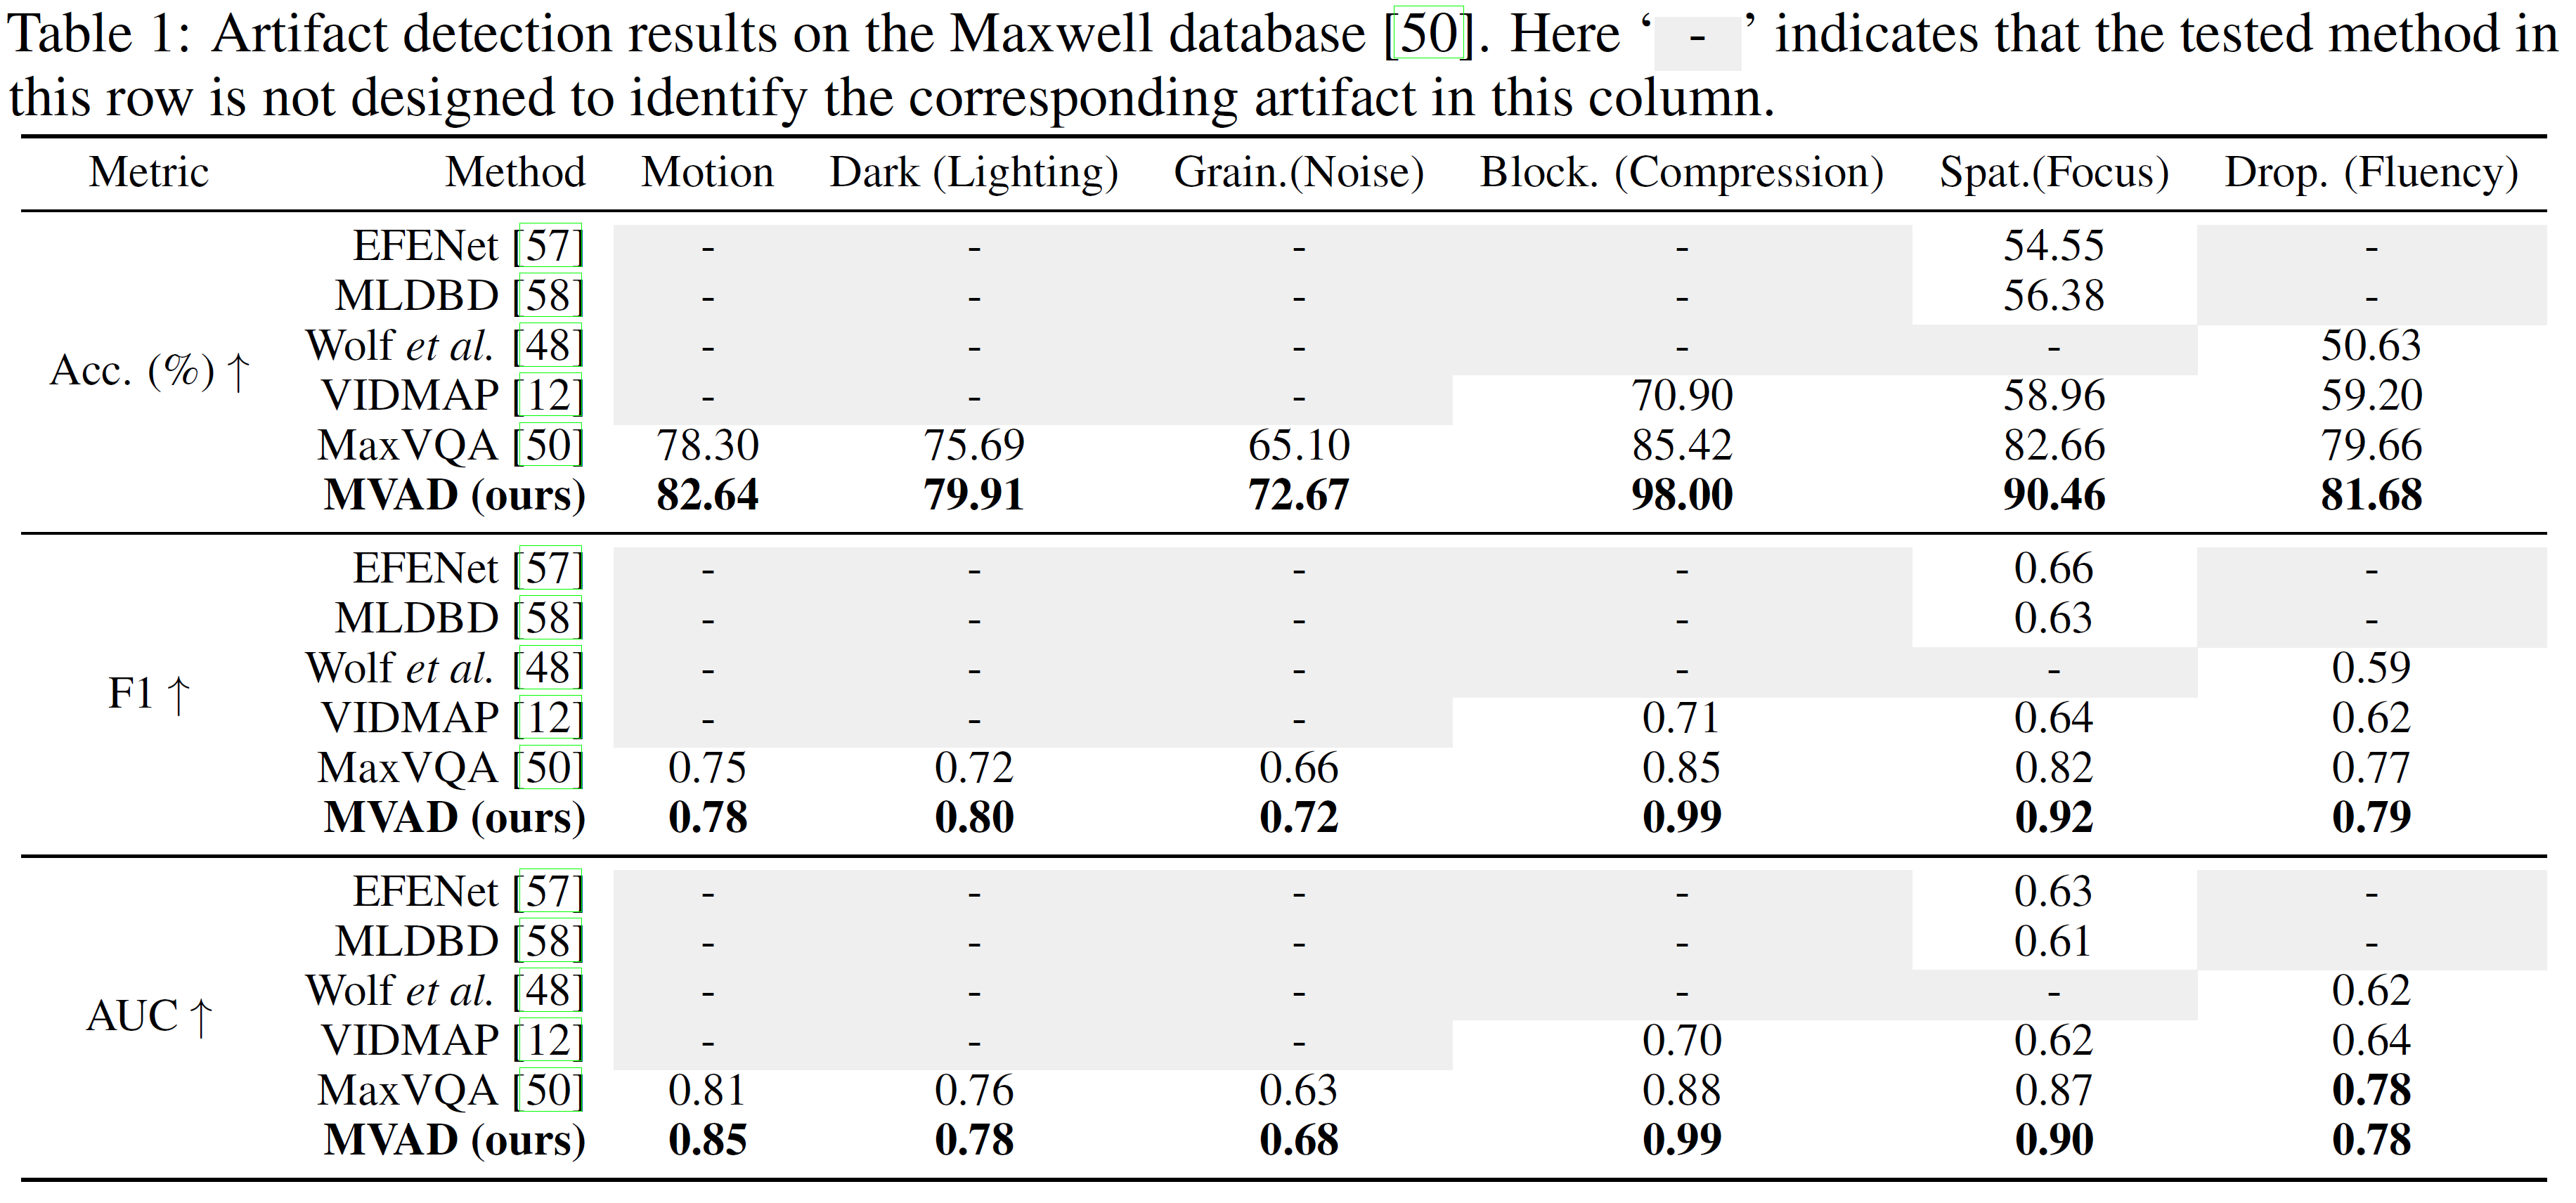 Table 1: Artifact detection results on the Maxwell database [50]. Here ‘ - ’ indicates that the tested method in
this row is not designed to identify the corresponding artifact in this column.
Metric Method Motion Dark (Lighting) Grain.(Noise) Block. (Compression) Spat.(Focus) Drop. (Fluency)
EFENet [57] - - - - 54.55 -
MLDBD [58] - - - - 56.38 -
Wolf et al. [48] - - - - - 50.63
Acc. (%) ↑
VIDMAP [12] - - - 70.90 58.96 59.20
MaxVQA [50] 78.30 75.69 65.10 85.42 82.66 79.66
MVAD (ours) 82.64 79.91 72.67 98.00 90.46 81.68
EFENet [57] - - - - 0.66 -
MLDBD [58] - - - - 0.63 -
Wolf et al. [48] - - - - - 0.59
F1 ↑
VIDMAP [12] - - - 0.71 0.64 0.62
MaxVQA [50] 0.75 0.72 0.66 0.85 0.82 0.77
MVAD (ours) 0.78 0.80 0.72 0.99 0.92 0.79
EFENet [57] - - - - 0.63 -
MLDBD [58] - - - - 0.61 -
Wolf et al. [48] - - - - - 0.62
AUC ↑
VIDMAP [12] - - - 0.70 0.62 0.64
MaxVQA [50] 0.81 0.76 0.63 0.88 0.87 0.78
MVAD (ours) 0.85 0.78 0.68 0.99 0.90 0.78